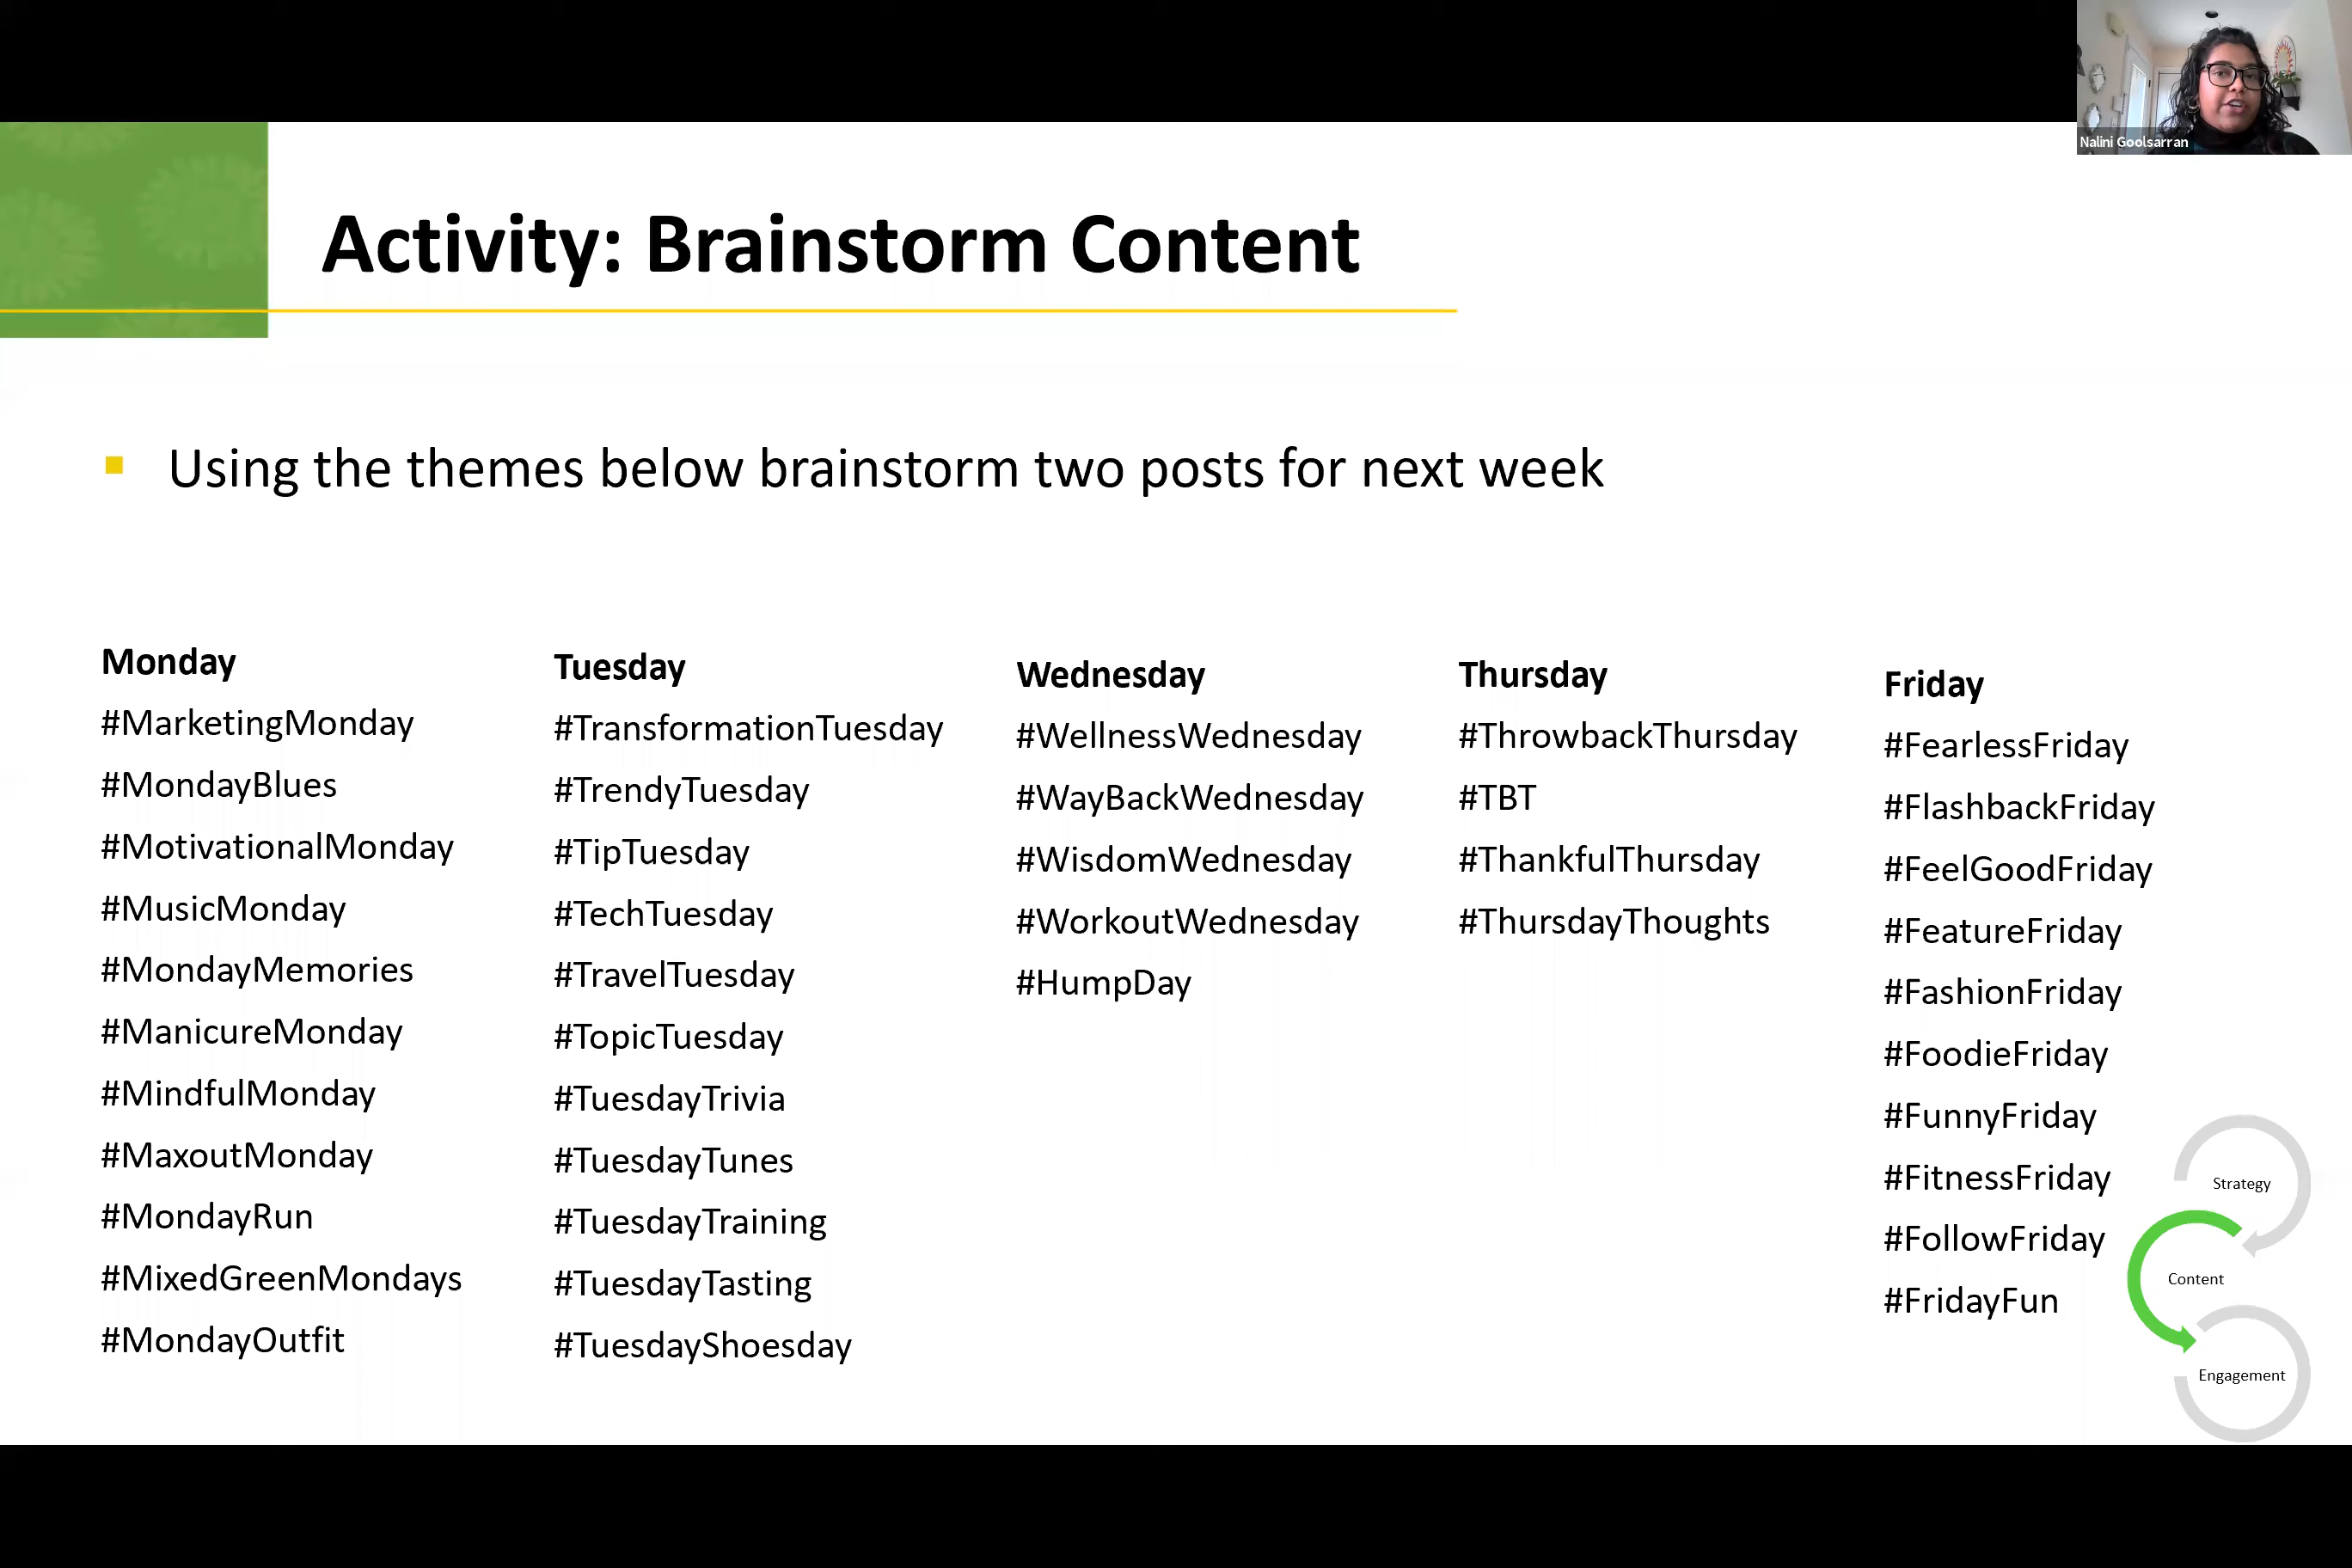 Nalini Goolsarran
Activity: Brainstorm Content
Using the themes below brainstorm two posts for next week
Monday
#MarketingMonday
#MondayBlues
#MotivationalMonday
#MusicMonday
#MondayMemories
#ManicureMonday
#MindfulMonday
#MaxoutMonday
#MondayRun
#MixedGreenMondays
#MondayOutfit
Tuesday
#TransformationTuesday
#TrendyTuesday
#TipTuesday
#TechTuesday
#TravelTuesday
#TopicTuesday
#TuesdayTrivia
#TuesdayTunes
#TuesdayTraining
#TuesdayTasting
#TuesdayShoesday
Wednesday
#WellnessWednesday
#WayBackWednesday
#WisdomWednesday
#WorkoutWednesday
#HumpDay
Thursday
#ThrowbackThursday
#TBT
#ThankfulThursday
#ThursdayThoughts
Friday
#FearlessFriday
#FlashbackFriday
#FeelGoodFriday
#FeatureFriday
#FashionFriday
#FoodieFriday
#FunnyFriday
#FitnessFriday
#FollowFriday
#FridayFun
Strategy
Content
Engagement